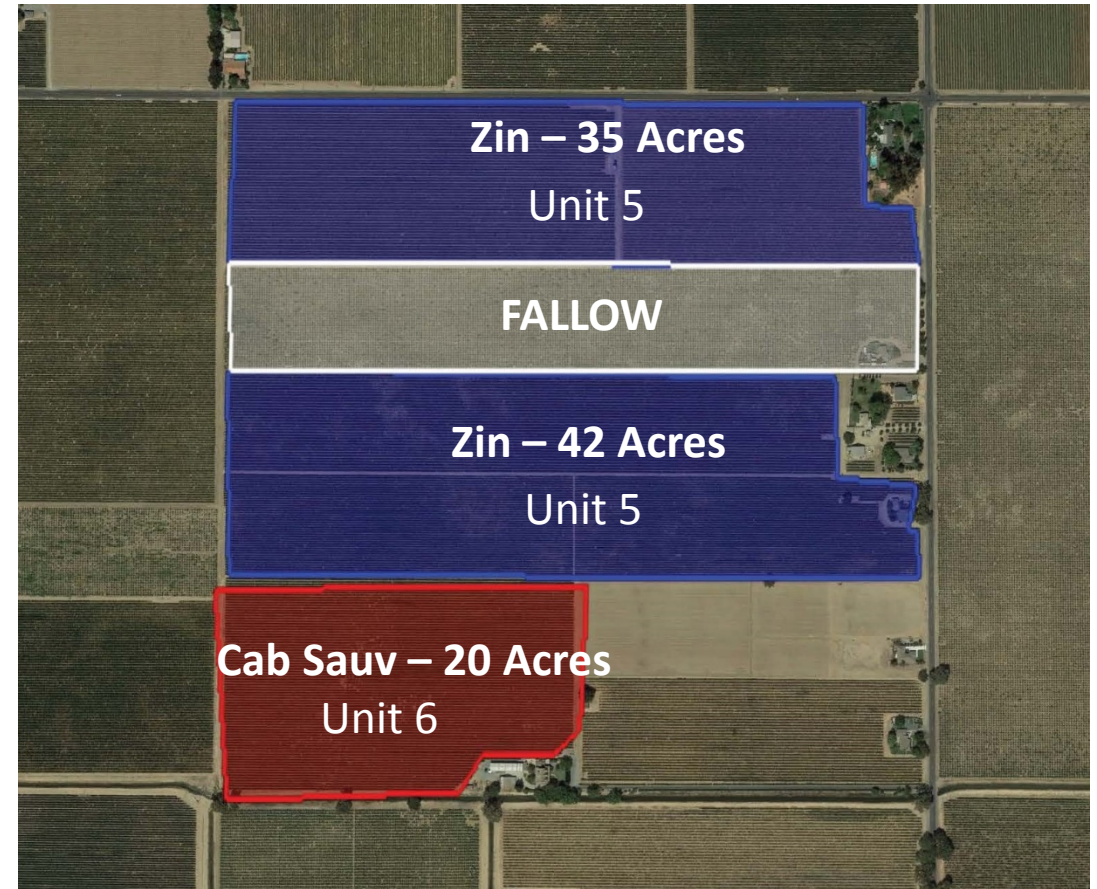 Zin – 35 Acres
Unit 5
FALLOW
Zin – 42 Acres
Unit 5
Cab Sauv – 20 Acres
Unit 6